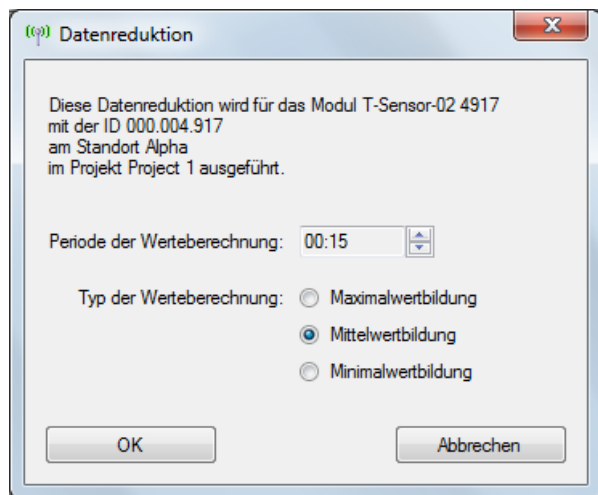 Datenreduktion
Diese Datenreduktion wird für das Modul T-Sensor-02 4917
mit der ID 000.004.917
am Standort Alpha
im Projekt Project 1 ausgeführt.
Periode der Werteberechnung: 00:15
Typ der Werteberechnung: Maximalwertbildung
Mittelwertbildung
Minimalwertbildung
OK Abbrechen